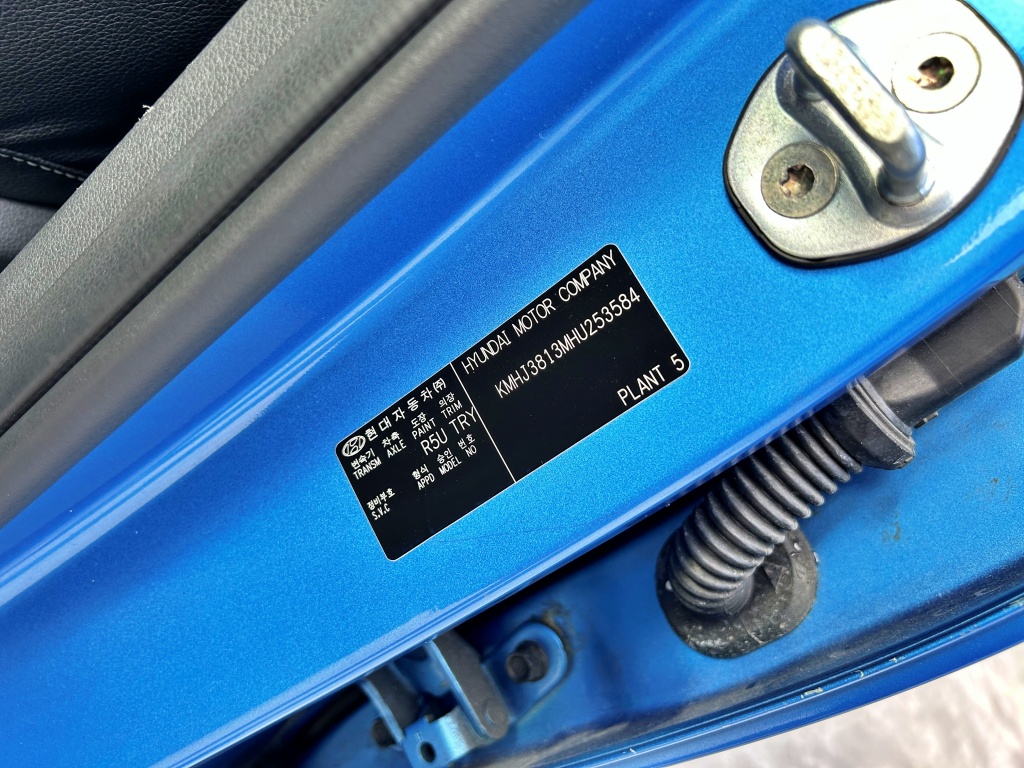 현대자동차㈜
변속기 차축 도장 의장
TRANSM AXLE PAINT TRIM
R5U TRY
형식 승인 번호
APPD MODEL NO
정비부호
S.V.C
HYUNDAI MOTOR COMPANY
KMHJ3813MHU253584
PLANT 5